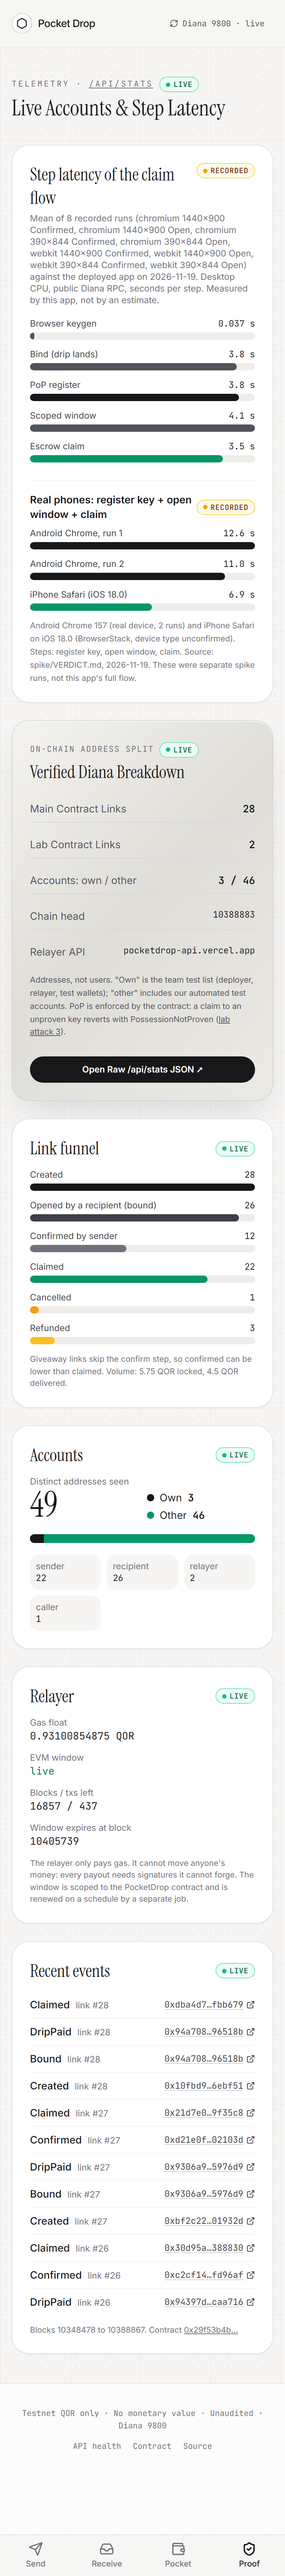 Pocket Drop
Diana 9800 · live
TELEMETRY · /API/STATS
LIVE
Live Accounts & Step Latency
Step latency of the claim
flow
RECORDED
Mean of 8 recorded runs (chromium 1440×900
Confirmed, chromium 1440×900 Open, chromium
390×844 Confirmed, chromium 390×844 Open,
webkit 1440×900 Confirmed, webkit 1440×900 Open,
webkit 390×844 Confirmed, webkit 390×844 Open)
against the deployed app on 2026-11-19. Desktop
CPU, public Diana RPC, seconds per step. Measured
by this app, not by an estimate.
Browser keygen 0.037 s
Bind (drip lands) 3.8 s
PoP register 3.8 s
Scoped window 4.1 s
Escrow claim 3.5 s
Real phones: register key + open
window + claim
RECORDED
Android Chrome, run 1 12.6 s
Android Chrome, run 2 11.0 s
iPhone Safari (iOS 18.0) 6.9 s
Android Chrome 157 (real device, 2 runs) and iPhone Safari
on iOS 18.0 (BrowserStack, device type unconfirmed).
Steps: register key, open window, claim. Source:
spike/VERDICT.md, 2026-11-19. These were separate spike
runs, not this app's full flow.
ON-CHAIN ADDRESS SPLIT
LIVE
Verified Diana Breakdown
Main Contract Links 28
Lab Contract Links 2
Accounts: own / other 3 / 46
Chain head 10388883
Relayer API pocketdrop-api.vercel.app
Addresses, not users. "Own" is the team test list (deployer,
relayer, test wallets); "other" includes our automated test
accounts. PoP is enforced by the contract: a claim to an
unproven key reverts with PossessionNotProven (lab
attack 3).
Open Raw /api/stats JSON ↗
Link funnel
LIVE
Created 28
Opened by a recipient (bound) 26
Confirmed by sender 12
Claimed 22
Cancelled 1
Refunded 3
Giveaway links skip the confirm step, so confirmed can be
lower than claimed. Volume: 5.75 QOR locked, 4.5 QOR
delivered.
Accounts
LIVE
Distinct addresses seen
49
Own 3
Other 46
sender
22
recipient
26
relayer
2
caller
1
Relayer
LIVE
Gas float
0.93100854875 QOR
EVM window
live
Blocks / txs left
16857 / 437
Window expires at block
10405739
The relayer only pays gas. It cannot move anyone's
money: every payout needs signatures it cannot forge. The
window is scoped to the PocketDrop contract and is
renewed on a schedule by a separate job.
Recent events
LIVE
Claimed link #28 0xdba4d7…fbb679
DripPaid link #28 0x94a708…96518b
Bound link #28 0x94a708…96518b
Created link #28 0x10fbd9…6ebf51
Claimed link #27 0x21d7e0…9f35c8
Confirmed link #27 0xd21e0f…02103d
DripPaid link #27 0x9306a9…5976d9
Bound link #27 0x9306a9…5976d9
Created link #27 0xbf2c22…01932d
Claimed link #26 0x30d95a…388830
Confirmed link #26 0xc2cf14…fd96af
DripPaid link #26 0x94397d…caa716
Blocks 10348478 to 10388867. Contract 0x29f53b4b…
Testnet QOR only · No monetary value · Unaudited ·
Diana 9800
API health Contract Source
Send
Receive
Pocket
Proof